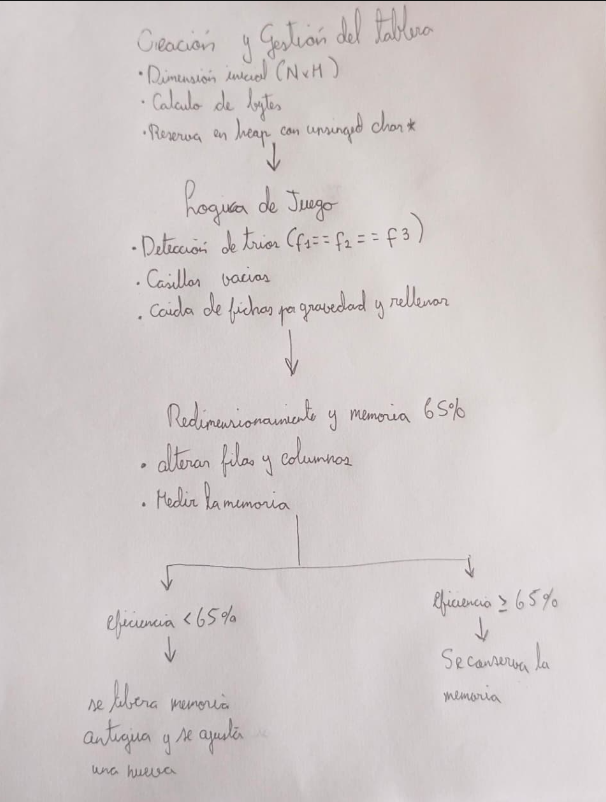 Creación y Gestión del tablero
• Dimensión inicial (N×M)
• Calculo de bytes
• Reserva en heap con unsinged char*
Logica de Juego
• Detección de trios (f1 == f2 == f3)
• Casillas vacias
• Caida de fichas por gravedad y rellenar
Redimensionamiento y memoria 65%
• alterar filas y columnas
• Medir la memoria
eficiencia < 65%
eficiencia ≥ 65%
Se conserva la
memoria
se libera memoria
antigua y se ajusta
una nueva